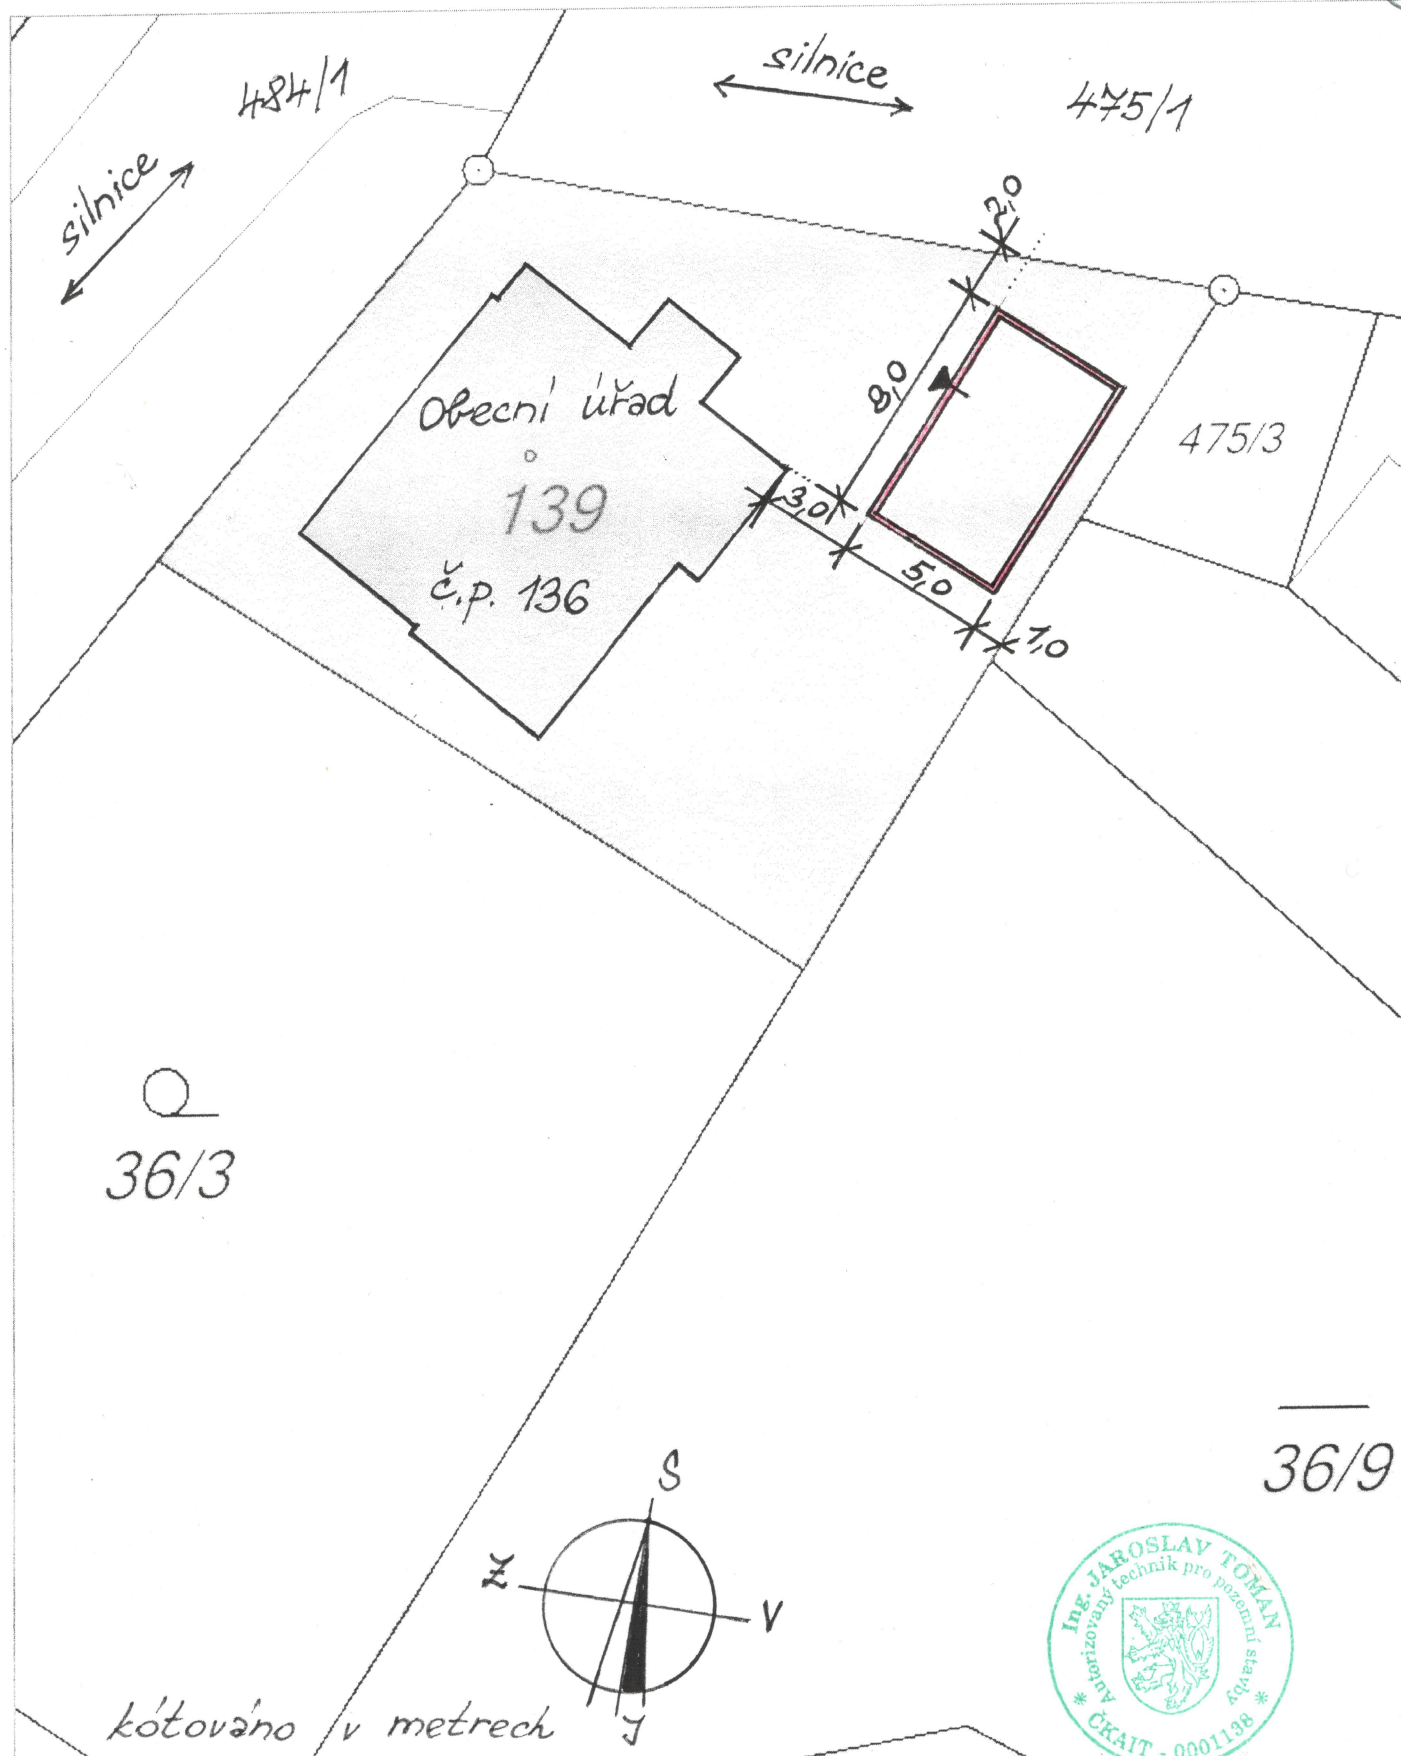 484/1
silnice
475/1
silnice
2,0
8,0
Obecní úřad
475/3
139
3,0
č.p. 136
5,0
1,0
36/3
36/9
S
Z
V
J
kótováno v metrech
Ing. JAROSLAV TOMAN
Autorizovaný technik pro pozemní stavby
* ČKAIT - 0001138 *